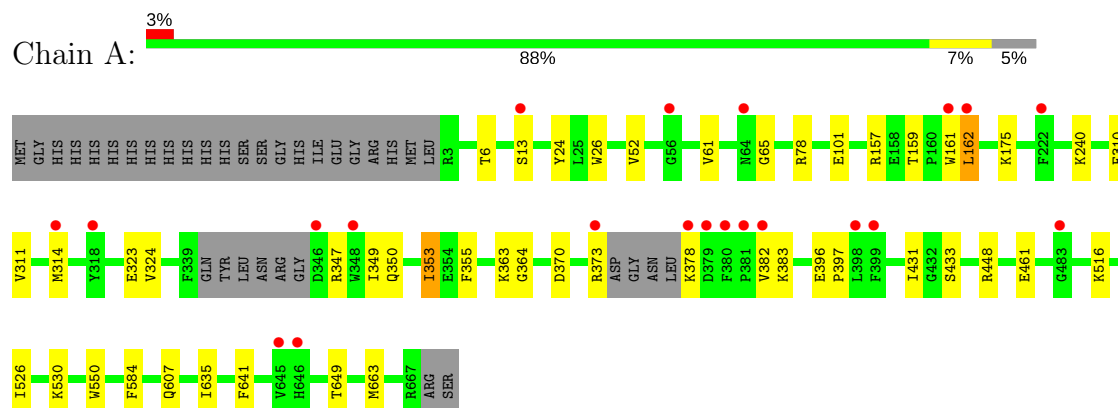 3%
Chain A:
88% 7% 5%
MET GLY HIS HIS HIS HIS HIS HIS HIS HIS HIS HIS SER SER GLY HIS ILE GLU GLY ARG HIS MET LEU R3 T6 S13 Y24 L25 W26 V52 G56 V61 N64 G65 R78 E101 R157 E158 T159 P160 W161 L162 K175 F222 K240
V311 M314 Y318 E323 V324 F339 GLN TYR LEU ASN ARG GLY D346 R347 W348 I349 Q350 I353 E354 F355 K363 G364 D370 R373 ASP GLY ASN LEU K378 D379 F380 P381 V382 K383 E396 P397 L398 F399 I431 G432 S433 R448 E461 G483 K516
I526 K530 W550 F584 Q607 I635 F641 V645 H646 T649 M663 R667 ARG SER